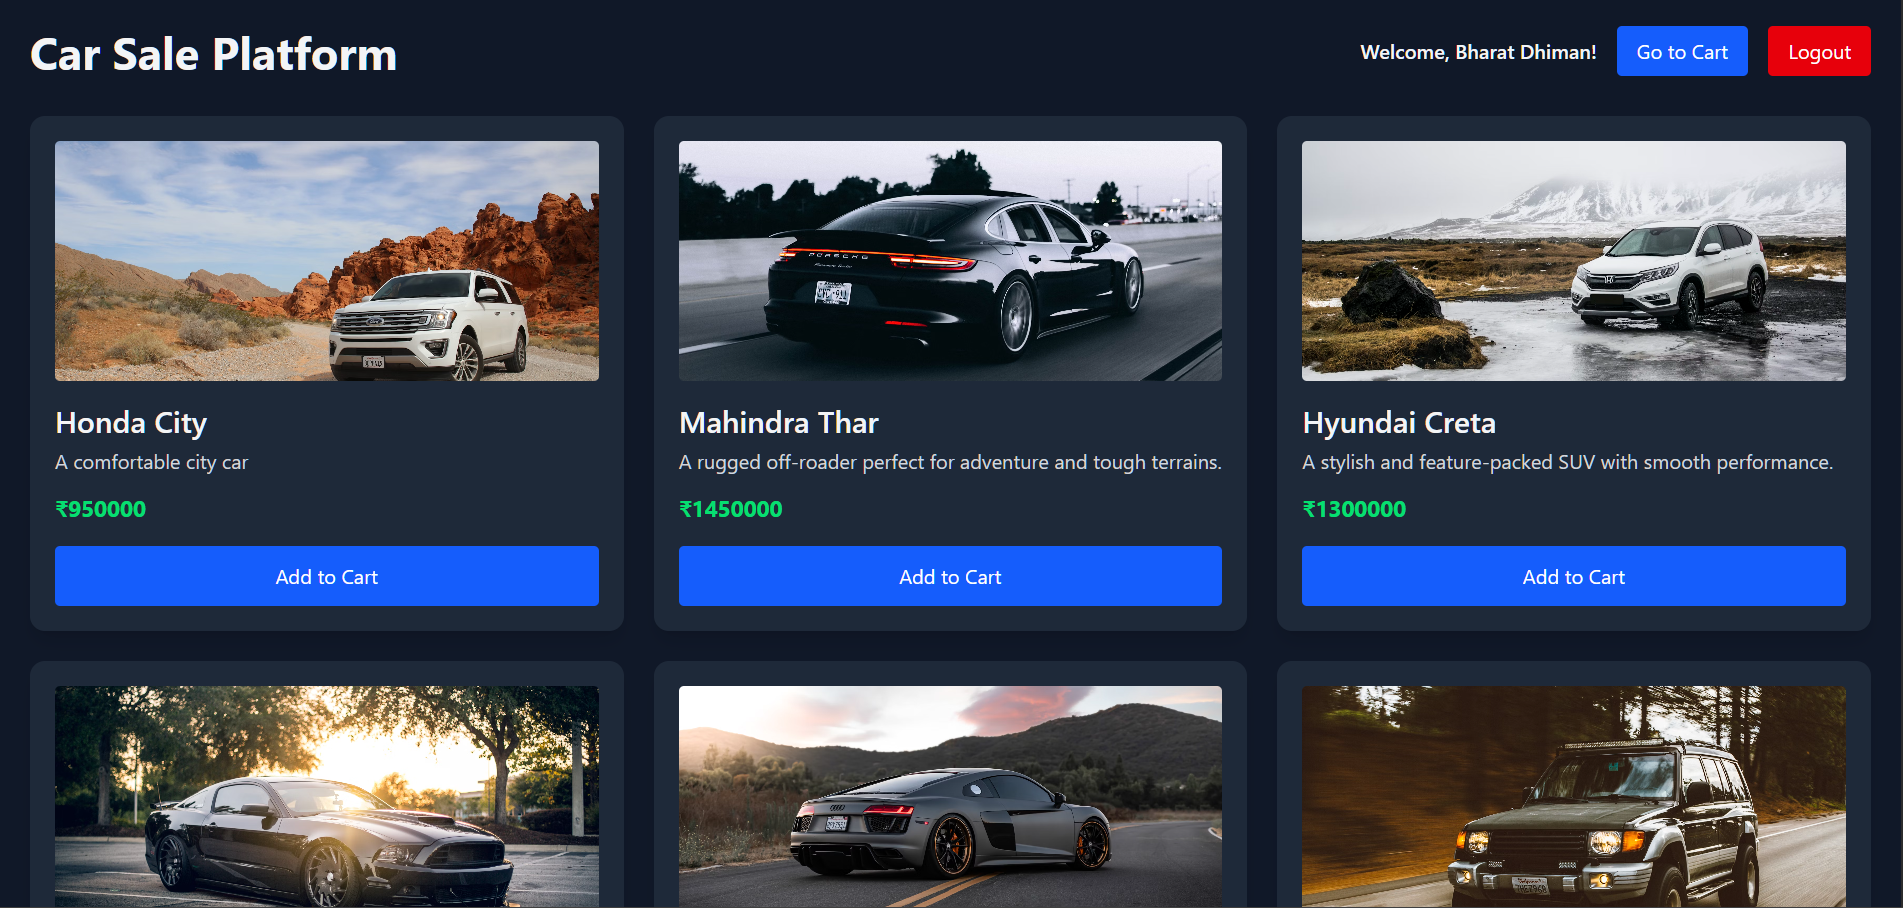 Car Sale Platform
Welcome, Bharat Dhiman!
Go to Cart
Logout
PORSCHE
Honda City
A comfortable city car
₹950000
Add to Cart
Mahindra Thar
A rugged off-roader perfect for adventure and tough terrains.
₹1450000
Add to Cart
Hyundai Creta
A stylish and feature-packed SUV with smooth performance.
₹1300000
Add to Cart